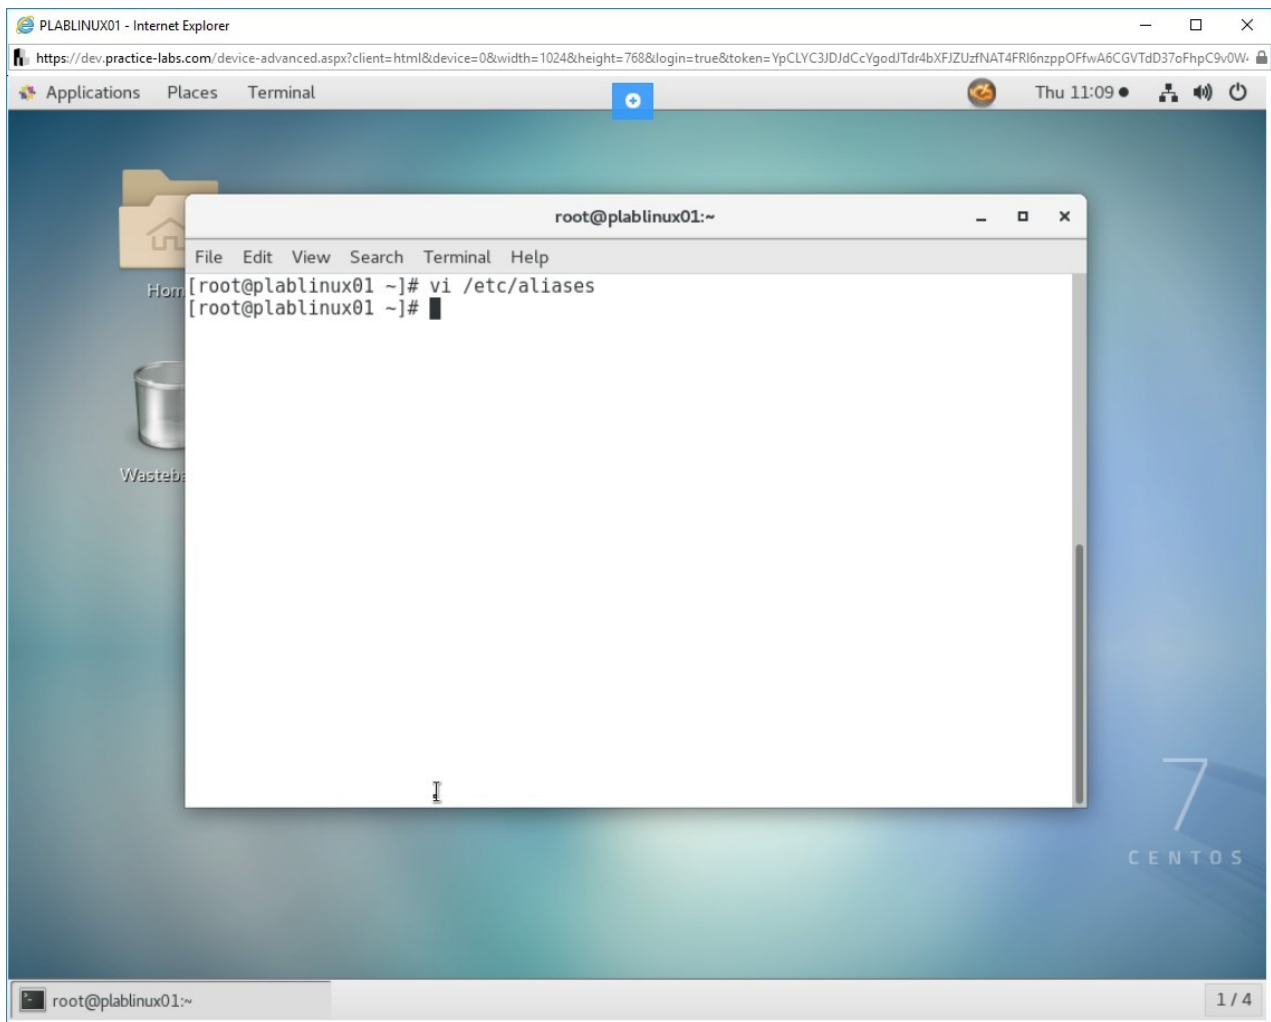 PLABLINUX01 - Internet Explorer
https://dev.practice-labs.com/device-advanced.aspx?client=html&device=0&width=1024&height=768&login=true&token=YpCLYC3JDJdCcYgodJTdr4bXFJZUzfNAT4FRl6nzppOFfwA6CGVTdD37oFhpC9v0W
Applications Places Terminal Thu 11:09
root@plablinux01:~
File Edit View Search Terminal Help
[root@plablinux01 ~]# vi /etc/aliases
[root@plablinux01 ~]#
Hom
Wasteb
7
CENTOS
root@plablinux01:~ 1 / 4